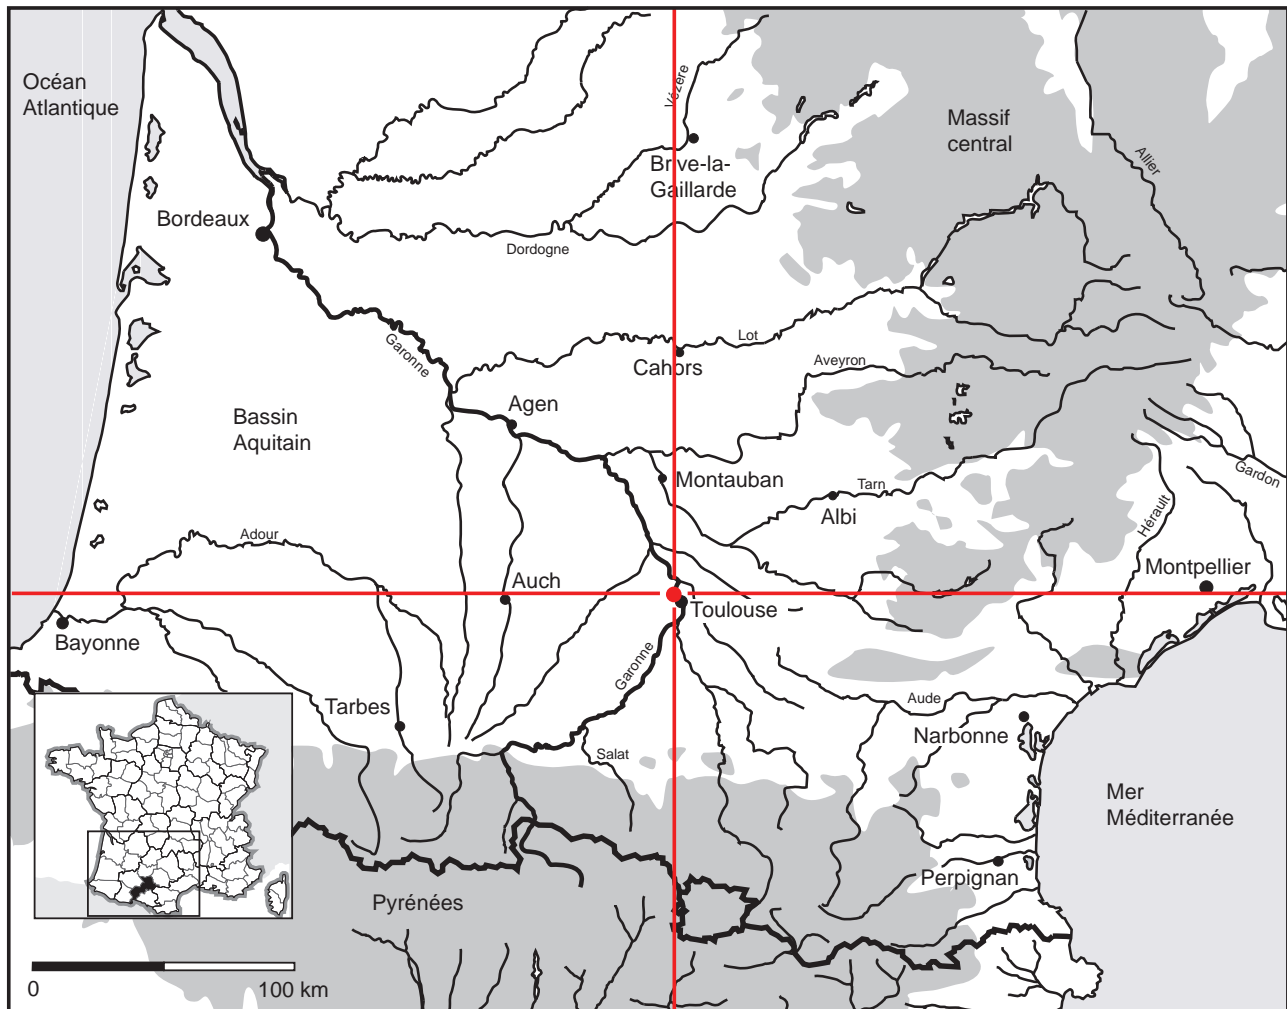 Océan
Atlantique
Vézère
Massif
central
Brive-la-
Gaillarde
Allier
Bordeaux
Dordogne
Garonne
Lot
Cahors
Aveyron
Bassin
Aquitain
Agen
Montauban
Tarn
Albi
Gardon
Hérault
Adour
Auch
Montpellier
Toulouse
Bayonne
Garonne
Tarbes
Aude
Narbonne
Salat
Mer
Méditerranée
Perpignan
Pyrénées
0 100 km